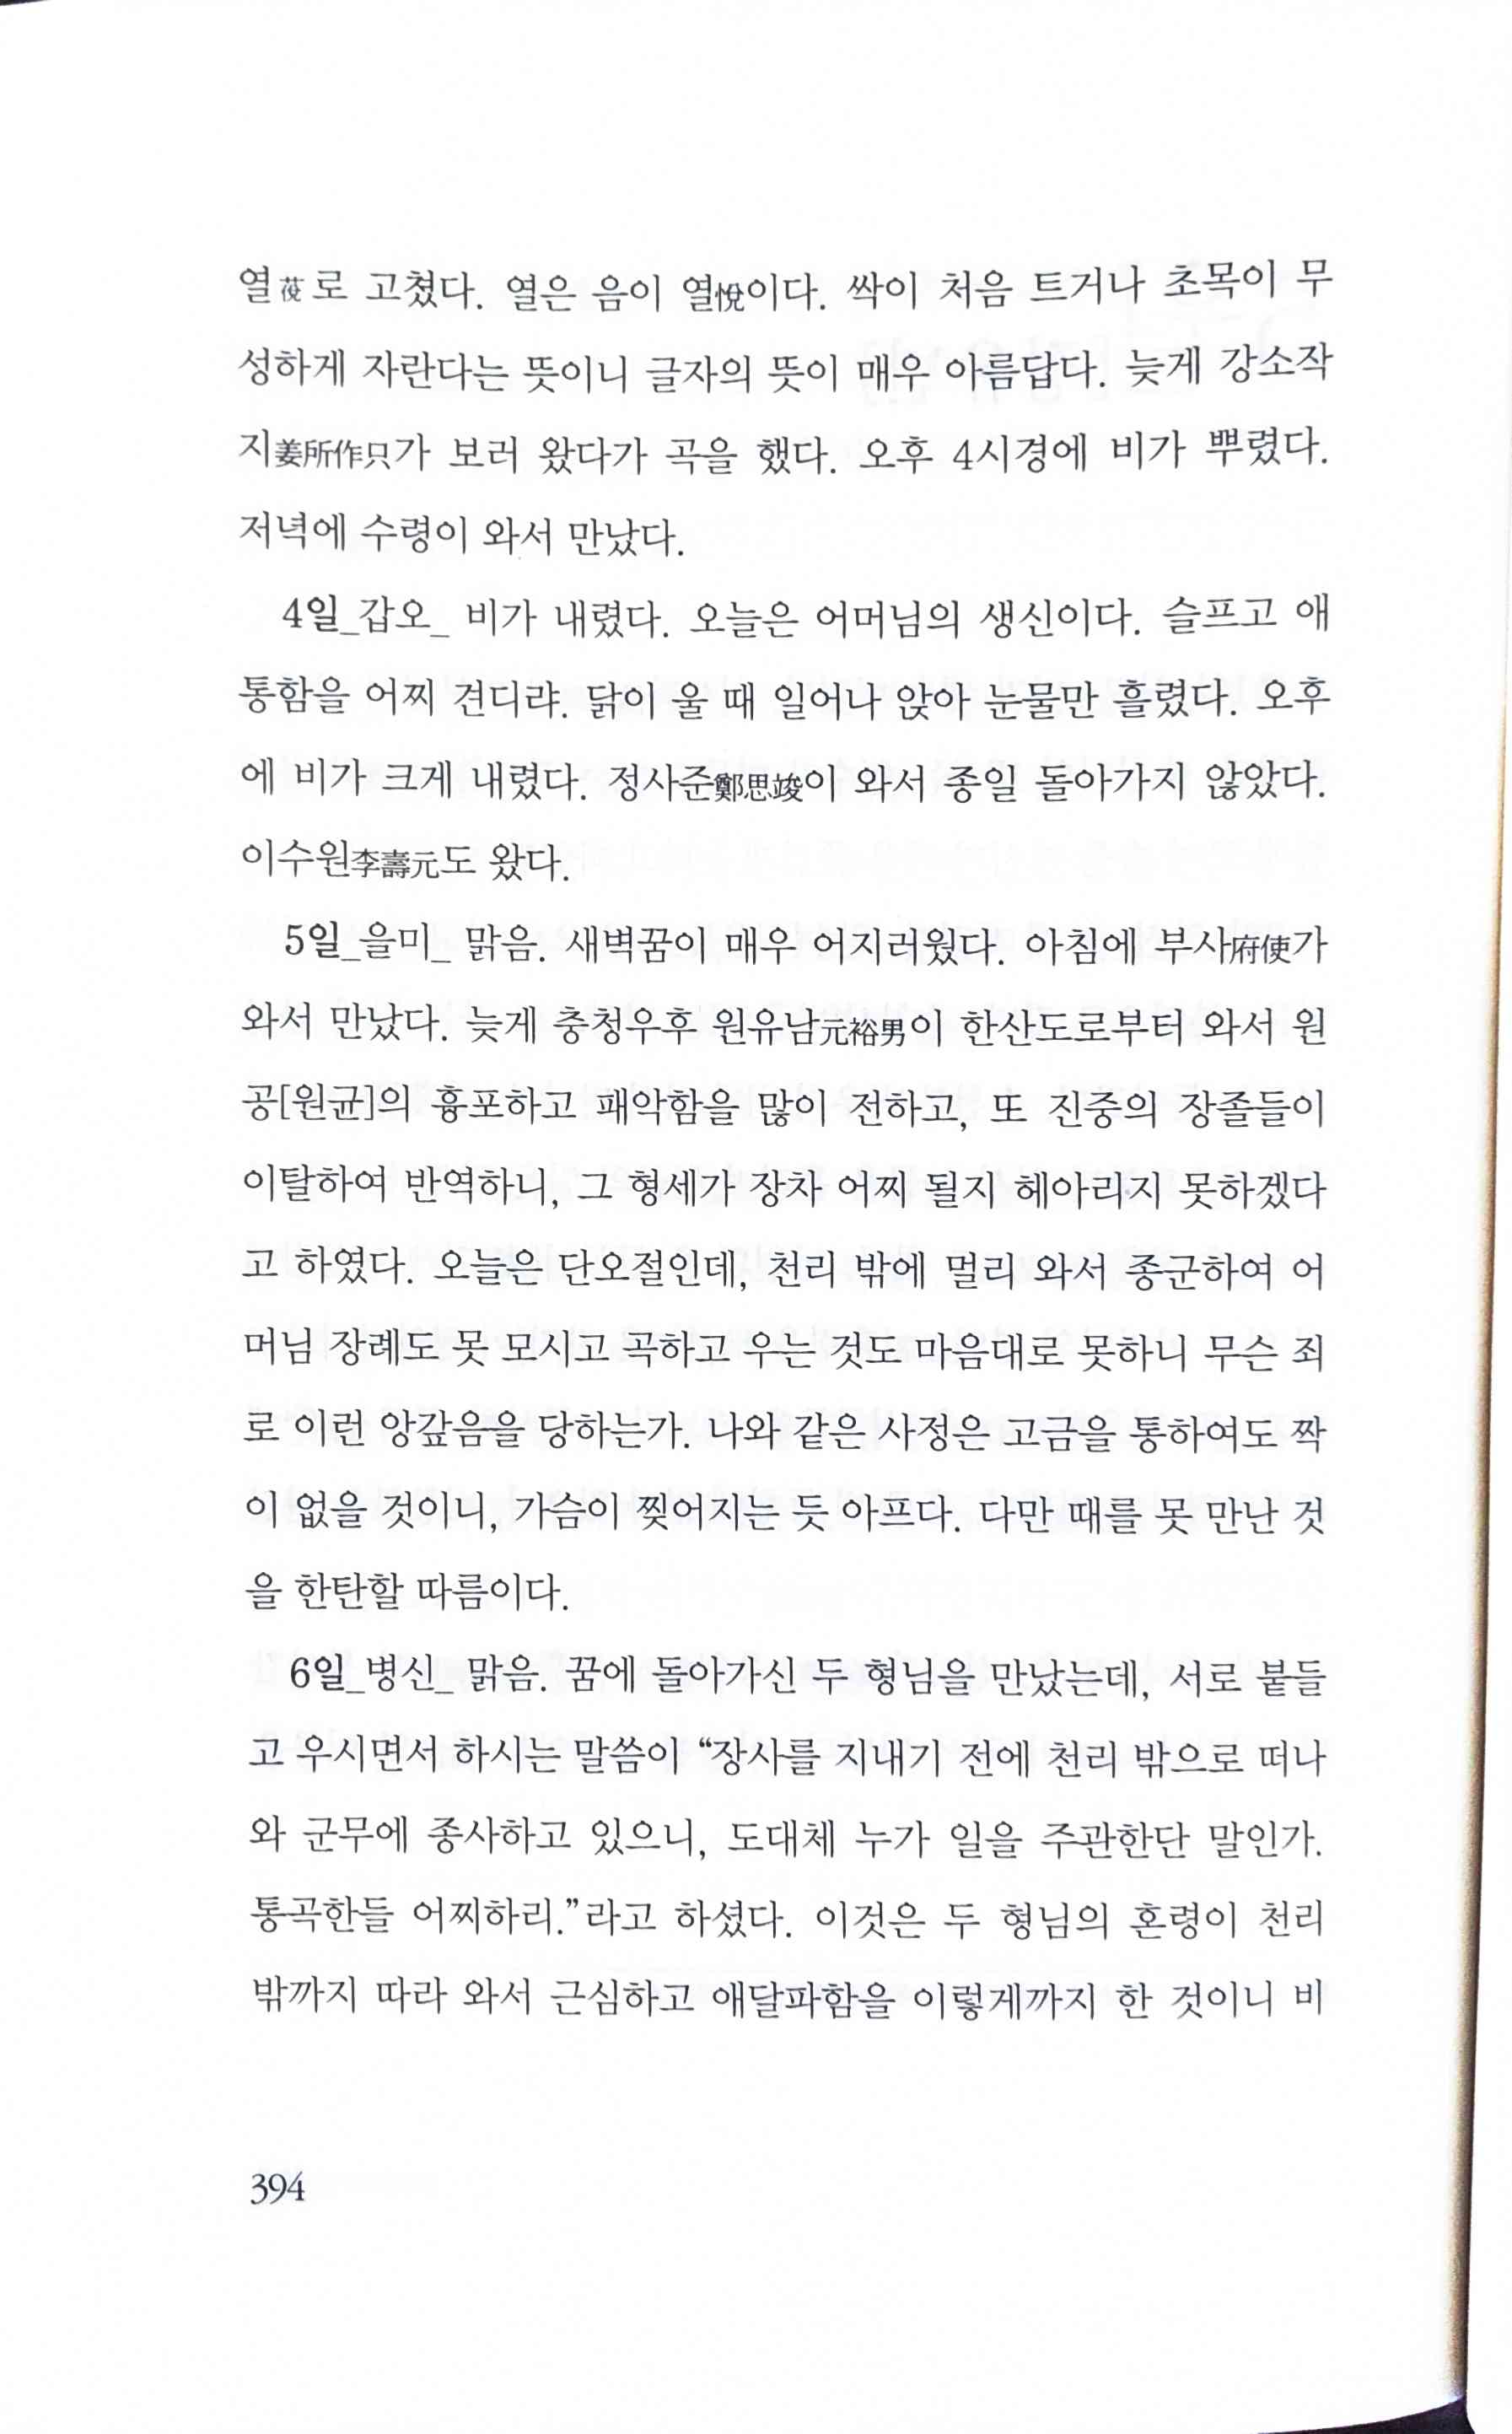 열葆로 고쳤다. 열은 음이 열悅이다. 싹이 처음 트거나 초목이 무
성하게 자란다는 뜻이니 글자의 뜻이 매우 아름답다. 늦게 강소작
지姜所作只가 보러 왔다가 곡을 했다. 오후 4시경에 비가 뿌렸다.
저녁에 수령이 와서 만났다.
4일_갑오_ 비가 내렸다. 오늘은 어머님의 생신이다. 슬프고 애
통함을 어찌 견디랴. 닭이 울 때 일어나 앉아 눈물만 흘렸다. 오후
에 비가 크게 내렸다. 정사준鄭思竣이 와서 종일 돌아가지 않았다.
이수원李壽元도 왔다.
5일_을미_ 맑음. 새벽꿈이 매우 어지러웠다. 아침에 부사府使가
와서 만났다. 늦게 충청우후 원유남元裕男이 한산도로부터 와서 원
공[원균]의 흉포하고 패악함을 많이 전하고, 또 진중의 장졸들이
이탈하여 반역하니, 그 형세가 장차 어찌 될지 헤아리지 못하겠다
고 하였다. 오늘은 단오절인데, 천리 밖에 멀리 와서 종군하여 어
머님 장례도 못 모시고 곡하고 우는 것도 마음대로 못하니 무슨 죄
로 이런 앙갚음을 당하는가. 나와 같은 사정은 고금을 통하여도 짝
이 없을 것이니, 가슴이 찢어지는 듯 아프다. 다만 때를 못 만난 것
을 한탄할 따름이다.
6일_병신_ 맑음. 꿈에 돌아가신 두 형님을 만났는데, 서로 붙들
고 우시면서 하시는 말씀이 “장사를 지내기 전에 천리 밖으로 떠나
와 군무에 종사하고 있으니, 도대체 누가 일을 주관한단 말인가.
통곡한들 어찌하리.”라고 하셨다. 이것은 두 형님의 혼령이 천리
밖까지 따라 와서 근심하고 애달파함을 이렇게까지 한 것이니 비
394